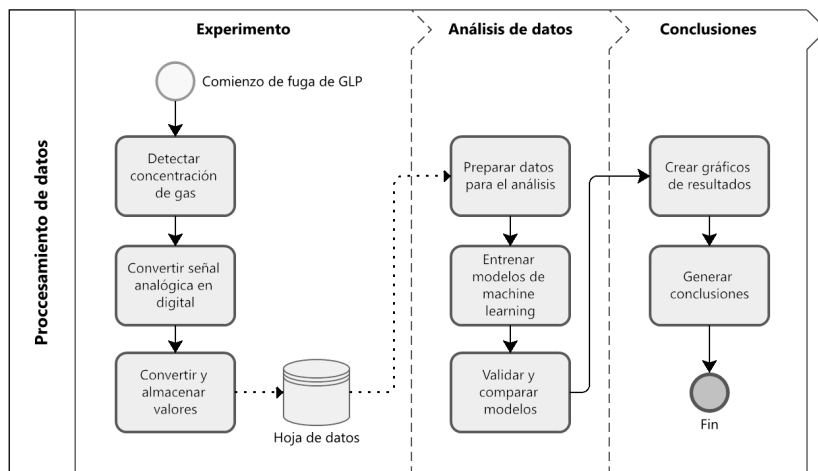 Proccesamiento de datos
Experimento
Análisis de datos
Conclusiones
Comienzo de fuga de GLP
Detectar
concentración
de gas
Convertir señal
analógica en
digital
Convertir y
almacenar
valores
Hoja de datos
Preparar datos
para el análisis
Entrenar
modelos de
machine
learning
Validar y
comparar
modelos
Crear gráficos
de resultados
Generar
conclusiones
Fin